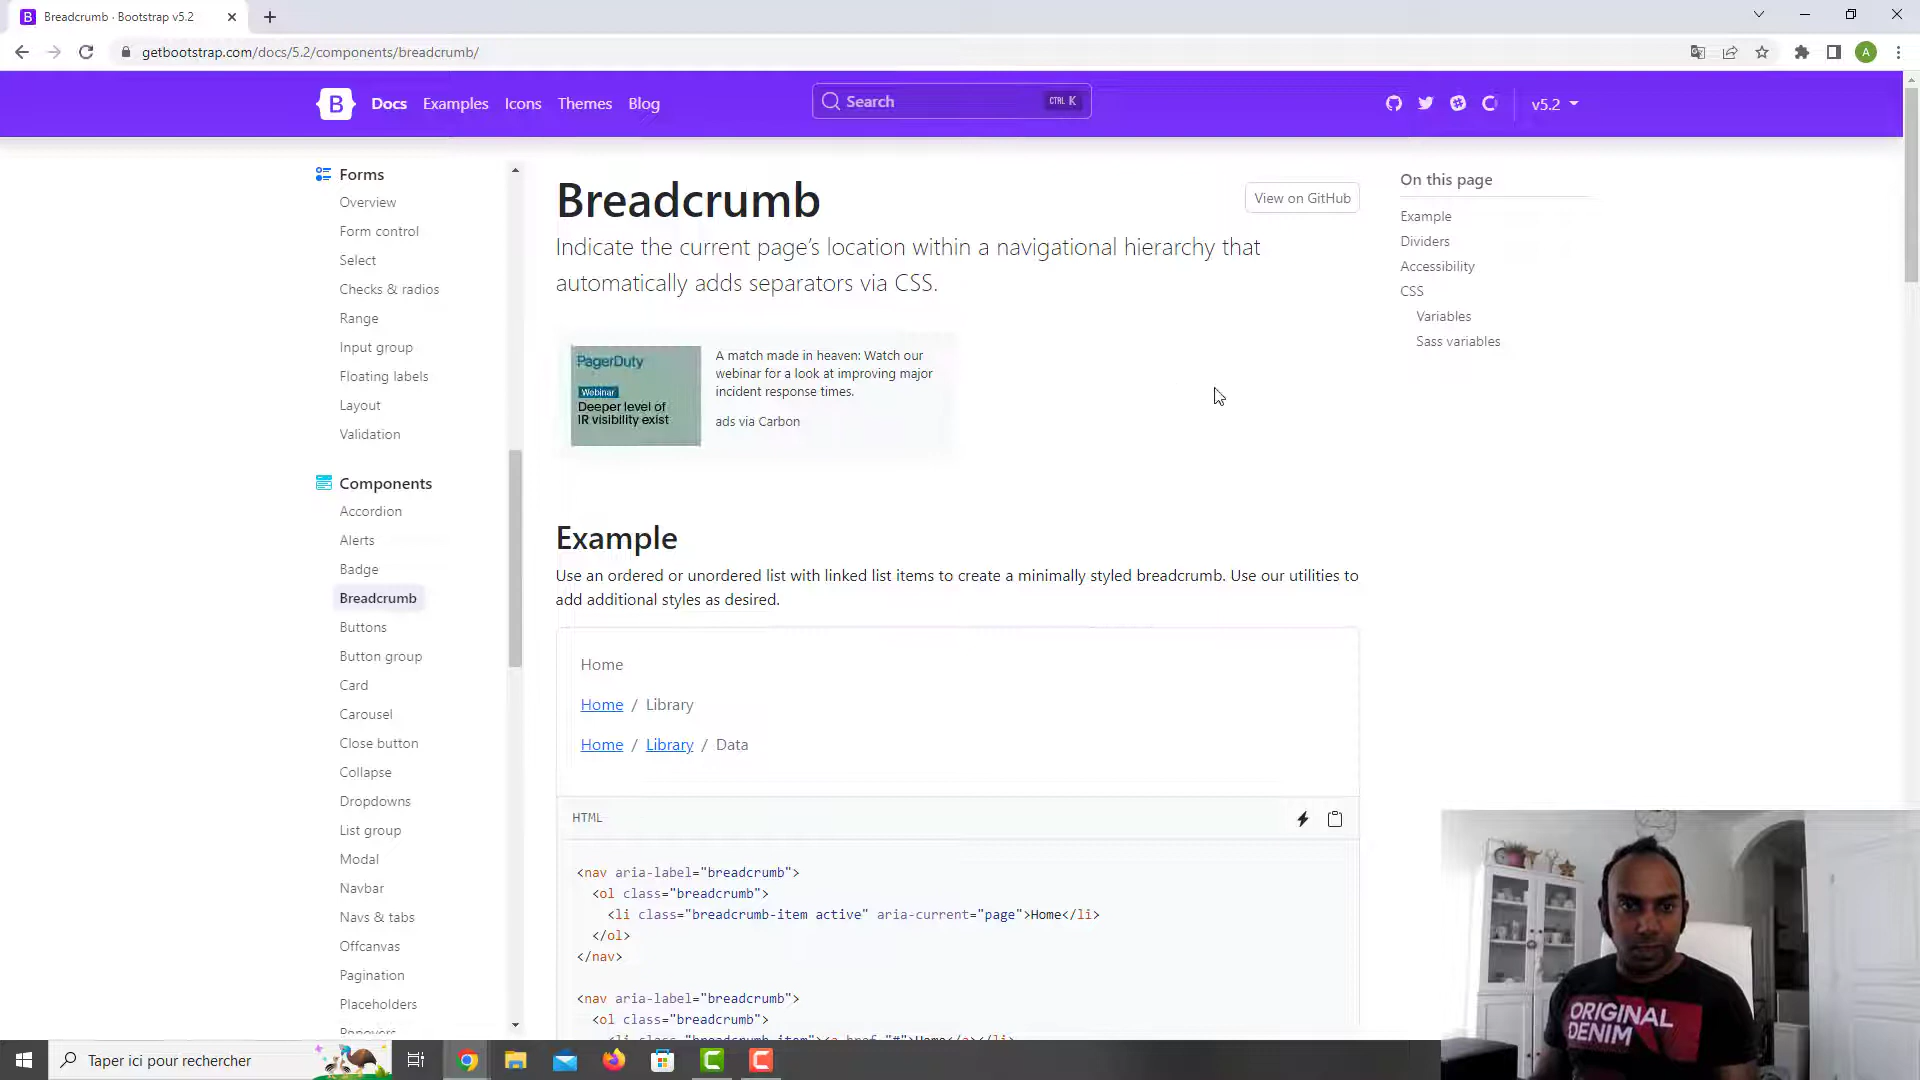 Breadcrumb · Bootstrap v5.2
getbootstrap.com/docs/5.2/components/breadcrumb/
A
B
Docs
Examples
Icons
Themes
Blog
Search
CTRL K
v5.2
Forms
Overview
Form control
Select
Checks & radios
Range
Input group
Floating labels
Layout
Validation
Components
Accordion
Alerts
Badge
Breadcrumb
Buttons
Button group
Card
Carousel
Close button
Collapse
Dropdowns
List group
Modal
Navbar
Navs & tabs
Offcanvas
Pagination
Placeholders
Popovers
Breadcrumb
View on GitHub
Indicate the current page’s location within a navigational hierarchy that
automatically adds separators via CSS.
PagerDuty
Webinar
Deeper level of
IR visibility exist
A match made in heaven: Watch our
webinar for a look at improving major
incident response times.
ads via Carbon
Example
Use an ordered or unordered list with linked list items to create a minimally styled breadcrumb. Use our utilities to
add additional styles as desired.
Home
Home / Library
Home / Library / Data
HTML
<nav aria-label="breadcrumb">
<ol class="breadcrumb">
<li class="breadcrumb-item active" aria-current="page">Home</li>
</ol>
</nav>
<nav aria-label="breadcrumb">
<ol class="breadcrumb">
<li class="breadcrumb-item"><a href="#">Home</a></li>
On this page
Example
Dividers
Accessibility
CSS
Variables
Sass variables
ORIGINAL
DENIM
Taper ici pour rechercher